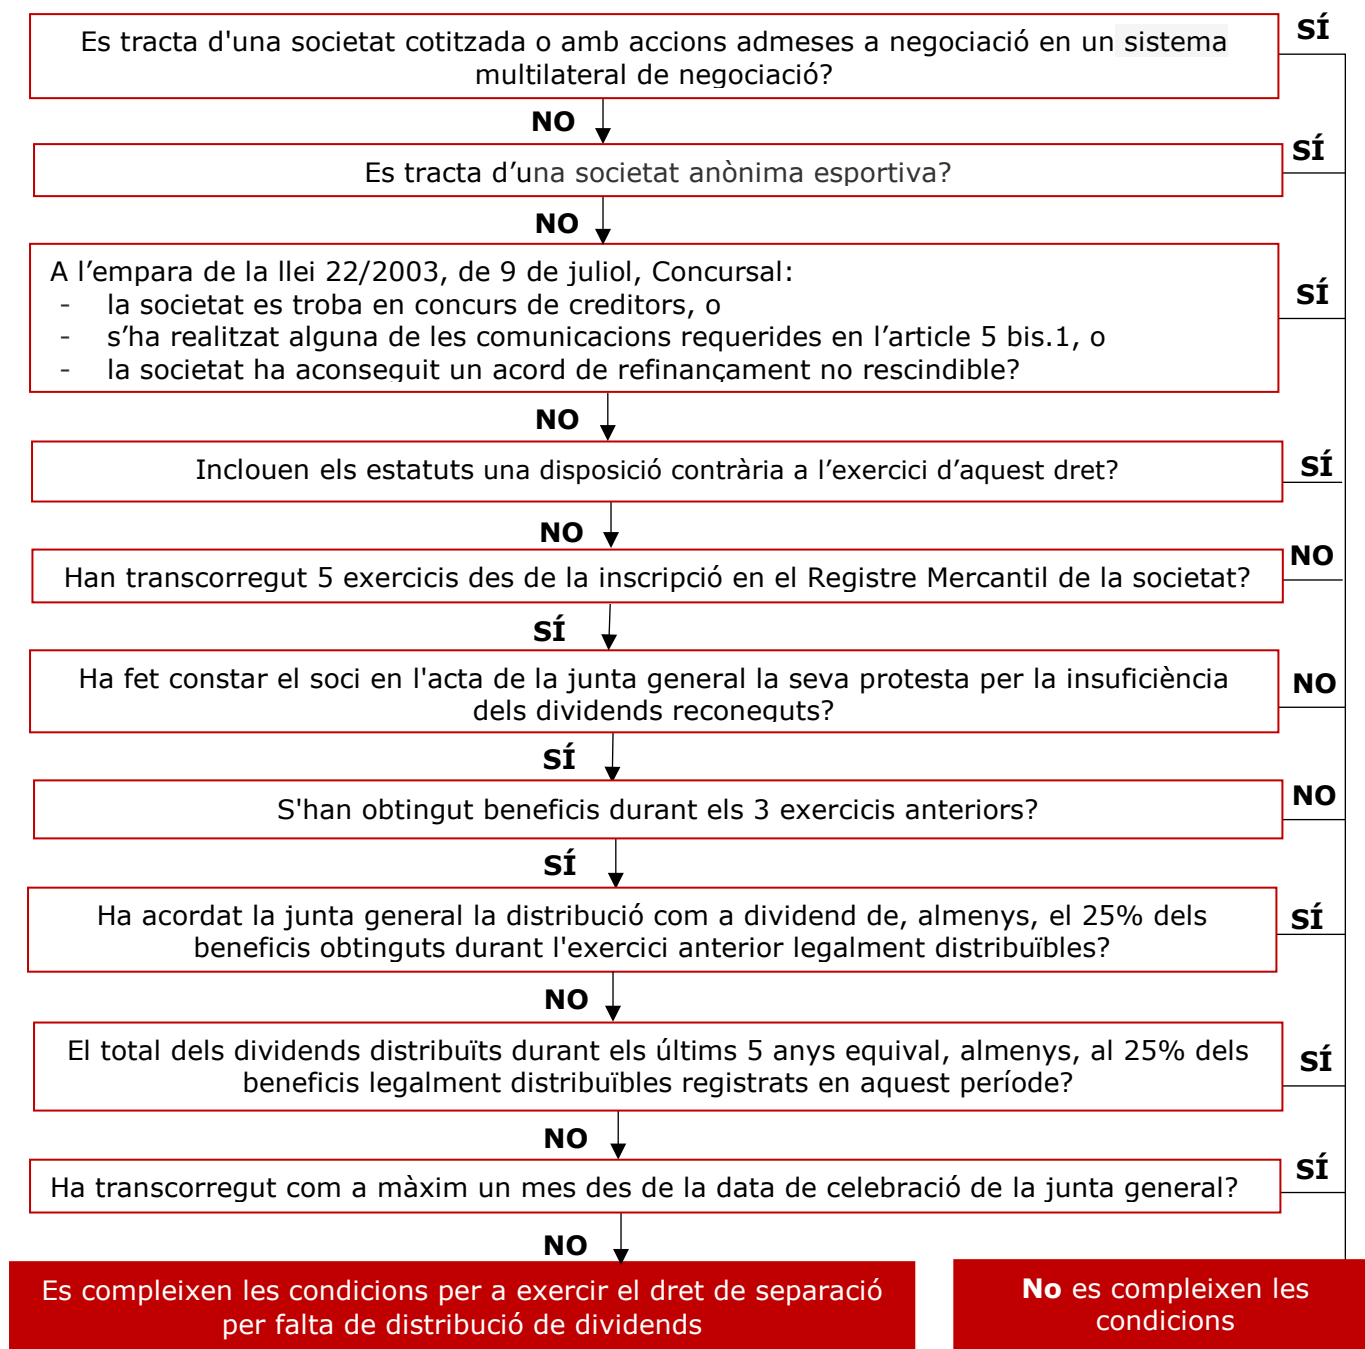 Es tracta d'una societat cotitzada o amb accions admeses a negociació en un sistema
multilateral de negociació?
SÍ
NO
Es tracta d’una societat anònima esportiva?
SÍ
NO
A l’empara de la llei 22/2003, de 9 de juliol, Concursal:
- la societat es troba en concurs de creditors, o
- s’ha realitzat alguna de les comunicacions requerides en l’article 5 bis.1, o
- la societat ha aconseguit un acord de refinançament no rescindible?
SÍ
NO
Inclouen els estatuts una disposició contrària a l’exercici d’aquest dret?
SÍ
NO
Han transcorregut 5 exercicis des de la inscripció en el Registre Mercantil de la societat?
NO
SÍ
Ha fet constar el soci en l'acta de la junta general la seva protesta per la insuficiència
dels dividends reconeguts?
NO
SÍ
S'han obtingut beneficis durant els 3 exercicis anteriors?
NO
SÍ
Ha acordat la junta general la distribució com a dividend de, almenys, el 25% dels
beneficis obtinguts durant l'exercici anterior legalment distribuïbles?
SÍ
NO
El total dels dividends distribuïts durant els últims 5 anys equival, almenys, al 25% dels
beneficis legalment distribuïbles registrats en aquest període?
SÍ
NO
Ha transcorregut com a màxim un mes des de la data de celebració de la junta general?
SÍ
NO
Es compleixen les condicions per a exercir el dret de separació
per falta de distribució de dividends
No es compleixen les
condicions